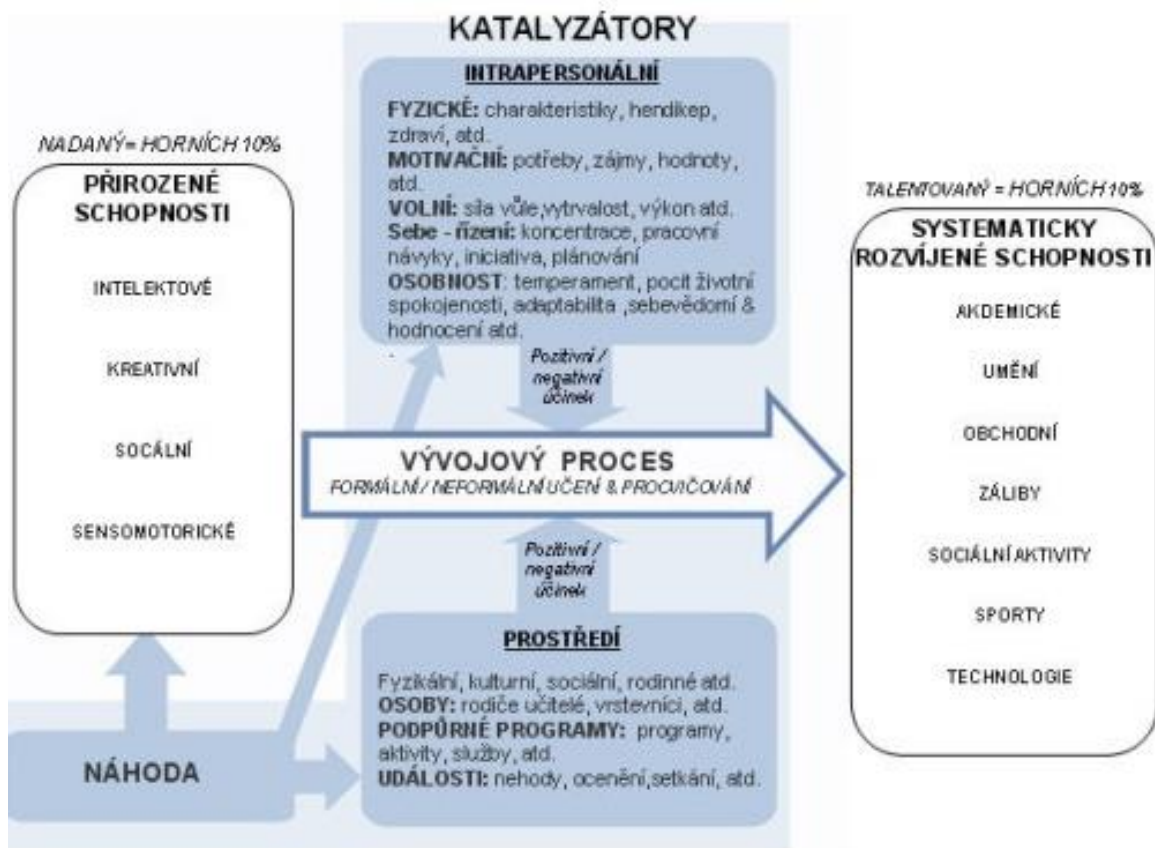 KATALYZÁTORY
INTRAPERSONÁLNÍ
FYZICKÉ: charakteristiky, hendikep,
zdraví, atd.
MOTIVAČNÍ: potřeby, zájmy, hodnoty,
atd.
VOLNÍ: síla vůle,vytrvalost, výkon atd.
Sebe - řízení: koncentrace, pracovní
návyky, iniciativa, plánování
OSOBNOST: temperament, pocit životní
spokojenosti, adaptabilita ,sebevědomí &
hodnocení atd.
.
NADANÝ= HORNÍCH 10%
PŘIROZENÉ
SCHOPNOSTI
INTELEKTOVÉ
KREATIVNÍ
SOCÁLNÍ
SENSOMOTORICKÉ
Pozitivní /
negativní
účinek
VÝVOJOVÝ PROCES
FORMÁLNÍ / NEFORMÁLNÍ UČENÍ & PROCVIČOVÁNÍ
Pozitivní /
negativní
účinek
PROSTŘEDÍ
Fyzikální, kulturní, sociální, rodinné atd.
OSOBY: rodiče učitelé, vrstevníci, atd.
PODPŮRNÉ PROGRAMY: programy,
aktivity, služby, atd.
UDÁLOSTI: nehody, ocenění,setkání, atd.
NÁHODA
TALENTOVANÝ = HORNÍCH 10%
SYSTEMATICKY
ROZVÍJENÉ SCHOPNOSTI
AKDEMICKÉ
UMĚNÍ
OBCHODNÍ
ZÁLIBY
SOCIÁLNÍ AKTIVITY
SPORTY
TECHNOLOGIE